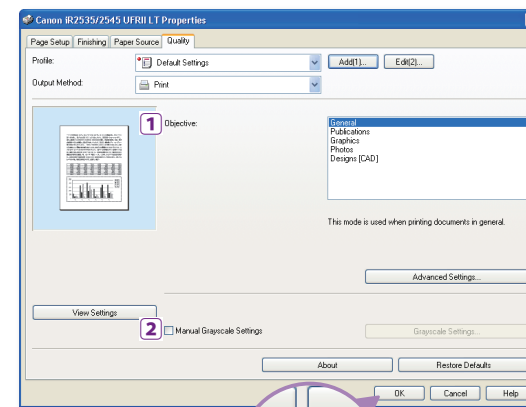 Canon iR2535/2545 UFRII LT Properties
Page Setup Finishing Paper Source Quality
Profile: Default Settings Add(1)... Edit(2)...
Output Method: Print
1 Objective: General
Publications
Graphics
Photos
Designs [CAD]
This mode is used when printing documents in general.
Advanced Settings...
View Settings
2 Manual Grayscale Settings Grayscale Settings...
About Restore Defaults
OK Cancel Help